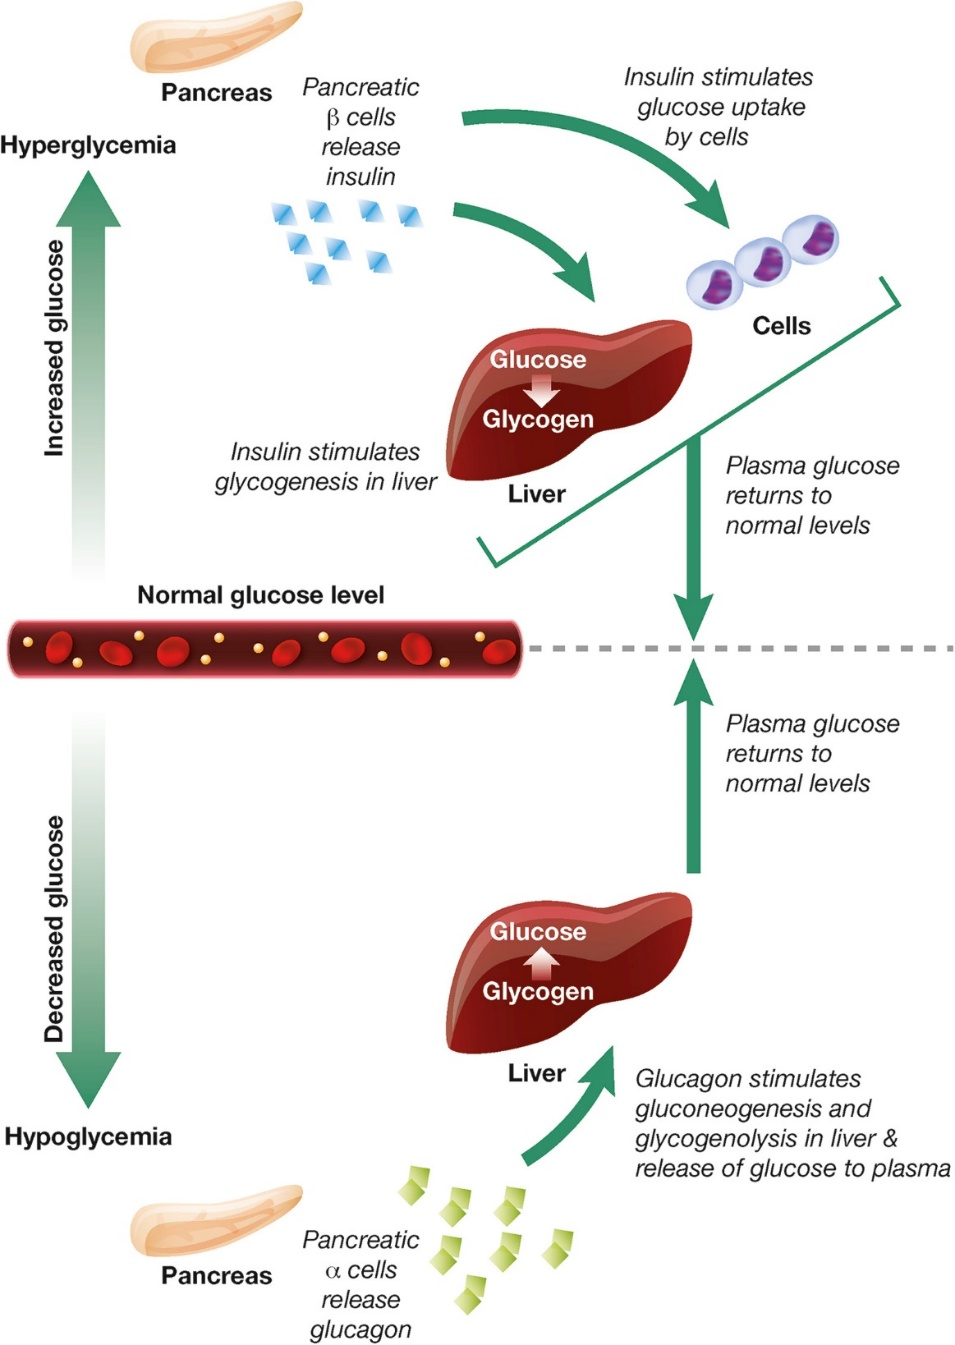 Pancreas
Pancreatic
β cells
release
insulin
Insulin stimulates
glucose uptake
by cells
Hyperglycemia
Increased glucose
Cells
Glucose
Glycogen
Insulin stimulates
glycogenesis in liver
Liver
Plasma glucose
returns to
normal levels
Normal glucose level
Plasma glucose
returns to
normal levels
Decreased glucose
Glucose
Glycogen
Liver
Glucagon stimulates
gluconeogenesis and
glycogenolysis in liver &
release of glucose to plasma
Hypoglycemia
Pancreas
Pancreatic
α cells
release
glucagon